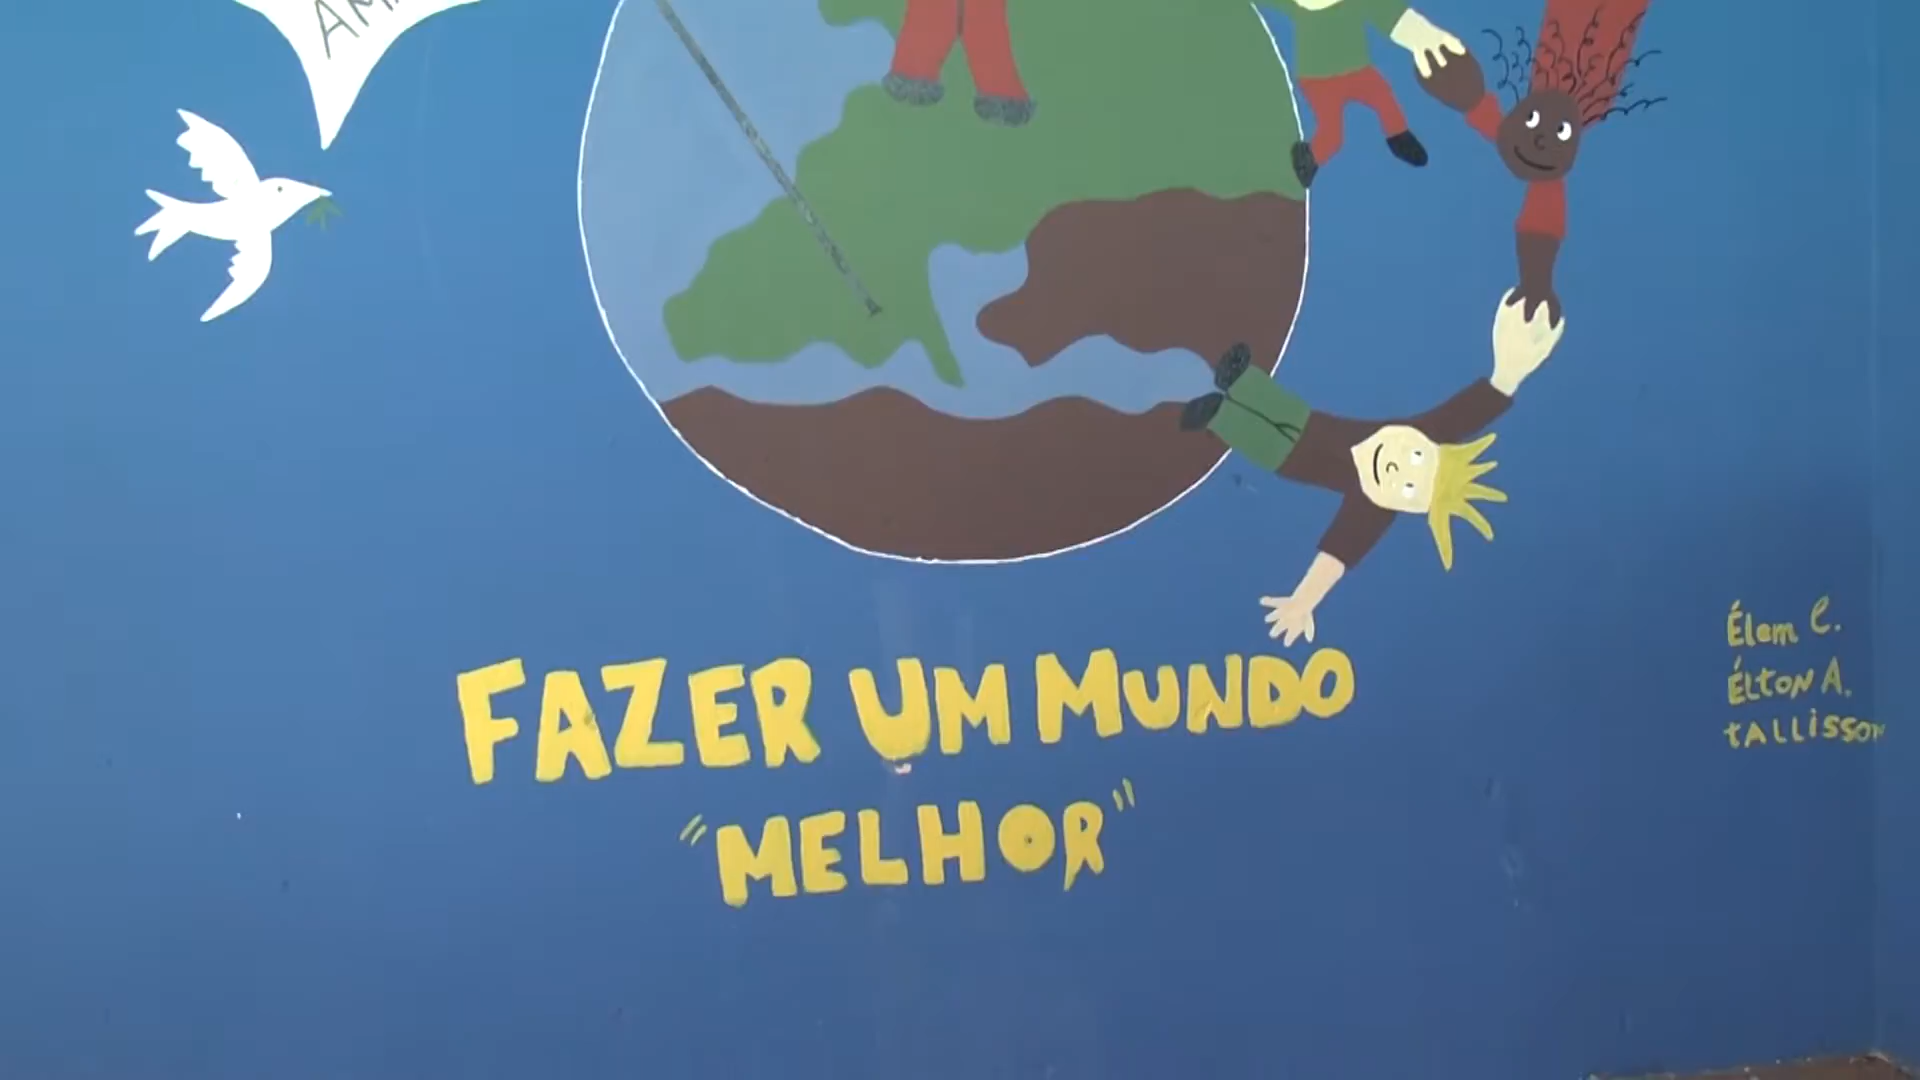 FAZER UM MUNDO
"MELHOR"
Élem C.
ÉLTON A.
tALLISSON